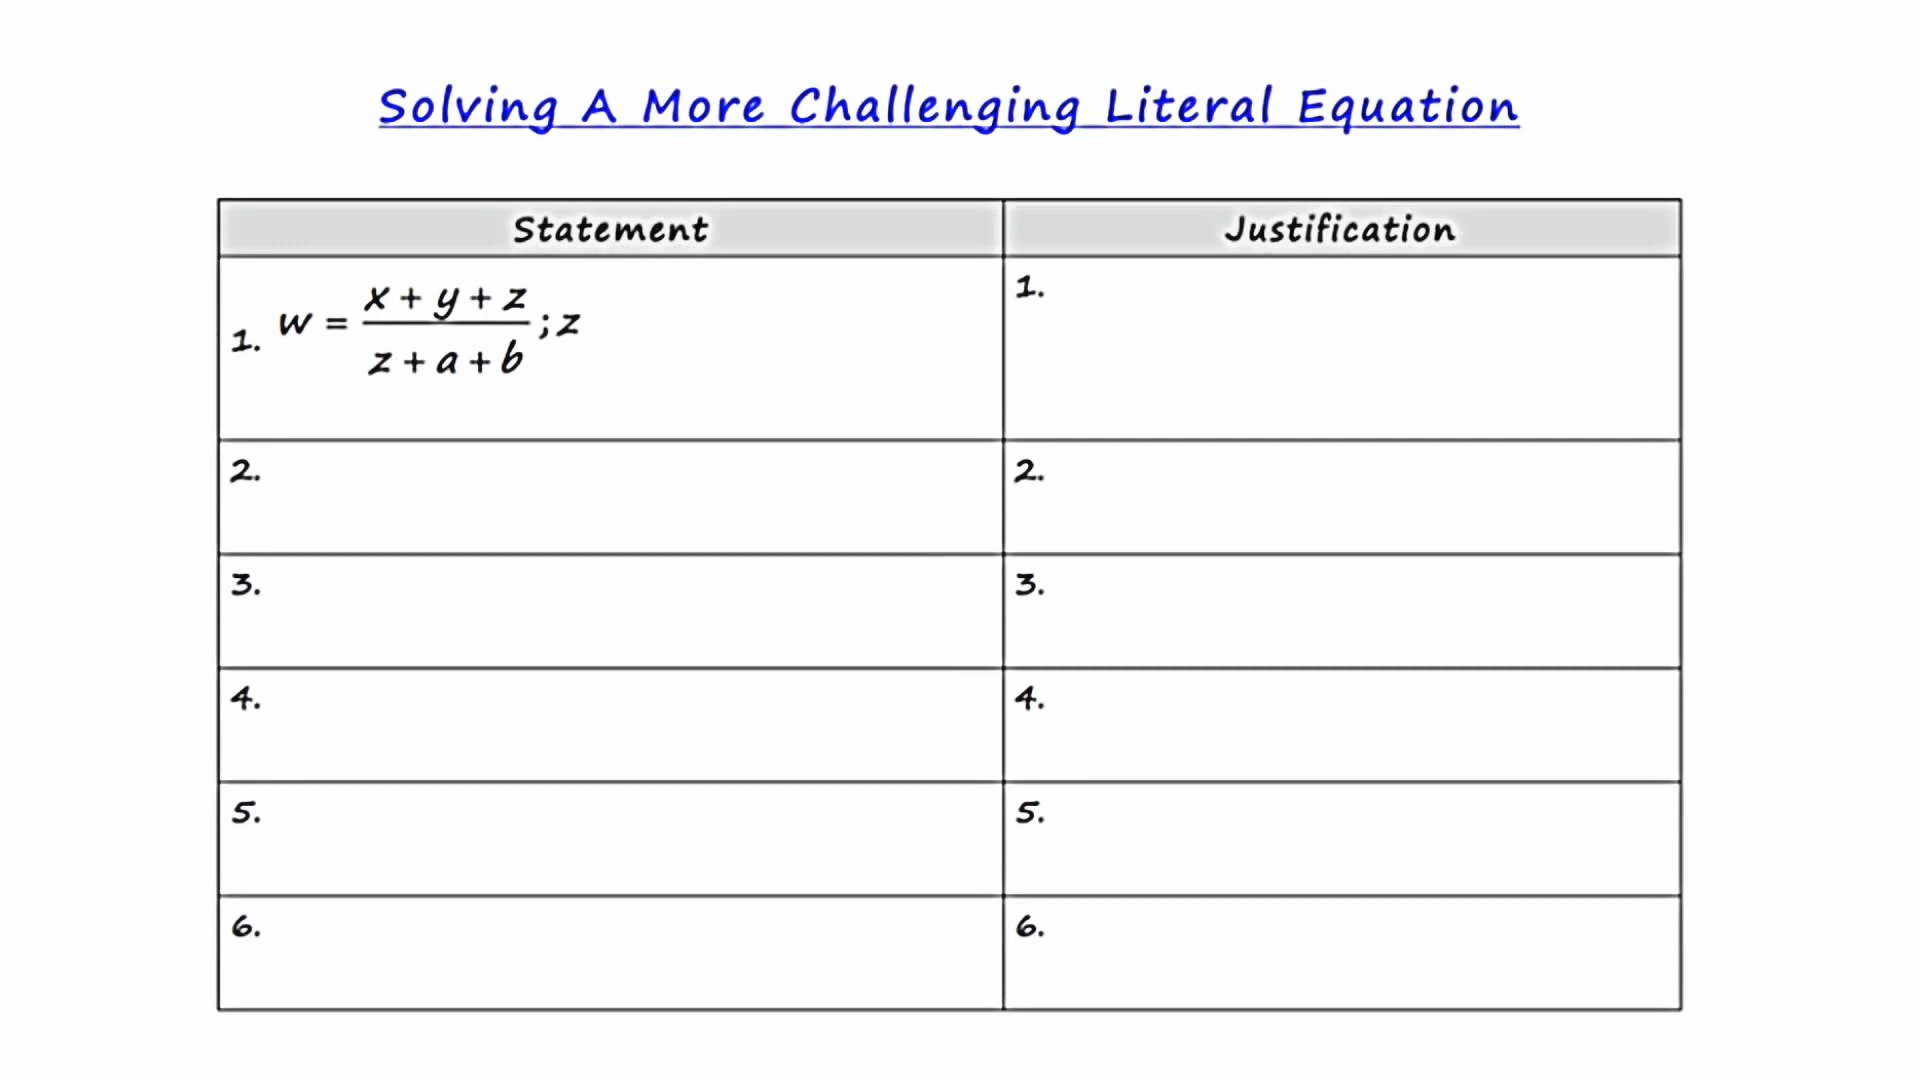 Solving A More Challenging Literal Equation
Statement
Justification
1. w = (x + y + z)/(z + a + b) ; z
1.
2.
2.
3.
3.
4.
4.
5.
5.
6.
6.